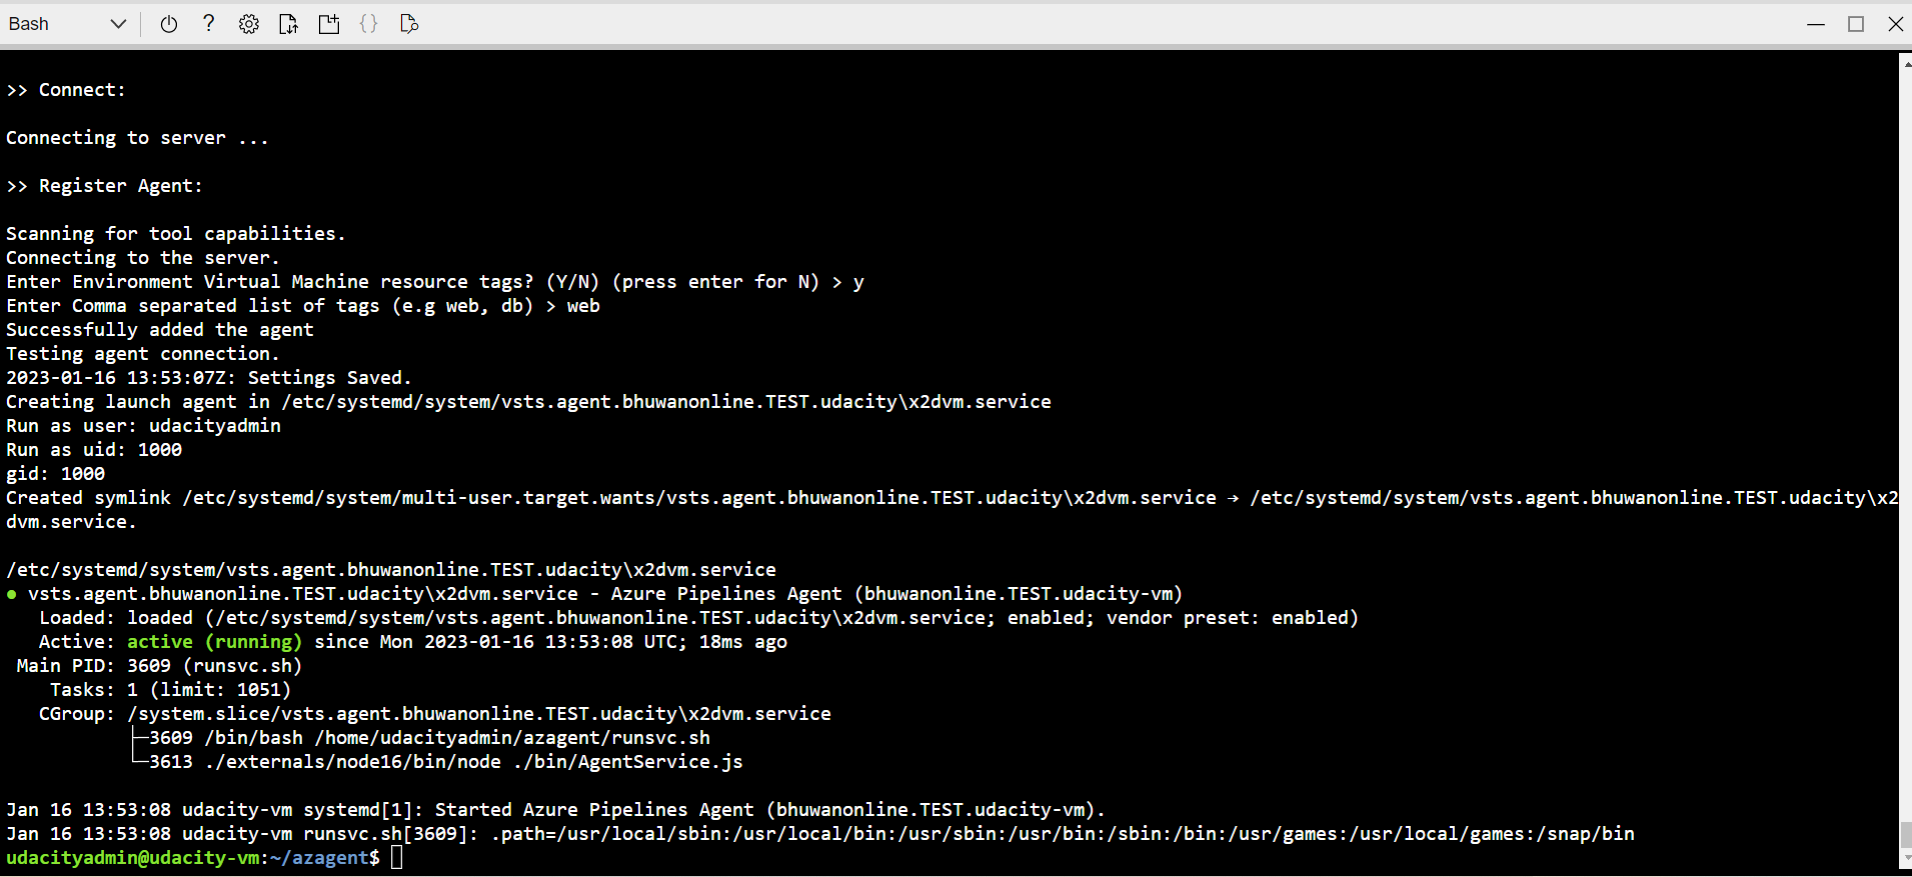 Bash
>> Connect:
Connecting to server ...
>> Register Agent:
Scanning for tool capabilities.
Connecting to the server.
Enter Environment Virtual Machine resource tags? (Y/N) (press enter for N) > y
Enter Comma separated list of tags (e.g web, db) > web
Successfully added the agent
Testing agent connection.
2023-01-16 13:53:07Z: Settings Saved.
Creating launch agent in /etc/systemd/system/vsts.agent.bhuwanonline.TEST.udacity\x2dvm.service
Run as user: udacityadmin
Run as uid: 1000
gid: 1000
Created symlink /etc/systemd/system/multi-user.target.wants/vsts.agent.bhuwanonline.TEST.udacity\x2dvm.service → /etc/systemd/system/vsts.agent.bhuwanonline.TEST.udacity\x2
dvm.service.
/etc/systemd/system/vsts.agent.bhuwanonline.TEST.udacity\x2dvm.service
● vsts.agent.bhuwanonline.TEST.udacity\x2dvm.service - Azure Pipelines Agent (bhuwanonline.TEST.udacity-vm)
Loaded: loaded (/etc/systemd/system/vsts.agent.bhuwanonline.TEST.udacity\x2dvm.service; enabled; vendor preset: enabled)
Active: active (running) since Mon 2023-01-16 13:53:08 UTC; 18ms ago
Main PID: 3609 (runsvc.sh)
Tasks: 1 (limit: 1051)
CGroup: /system.slice/vsts.agent.bhuwanonline.TEST.udacity\x2dvm.service
├─3609 /bin/bash /home/udacityadmin/azagent/runsvc.sh
└─3613 ./externals/node16/bin/node ./bin/AgentService.js
Jan 16 13:53:08 udacity-vm systemd[1]: Started Azure Pipelines Agent (bhuwanonline.TEST.udacity-vm).
Jan 16 13:53:08 udacity-vm runsvc.sh[3609]: .path=/usr/local/sbin:/usr/local/bin:/usr/sbin:/usr/bin:/sbin:/bin:/usr/games:/usr/local/games:/snap/bin
udacityadmin@udacity-vm:~/azagent$